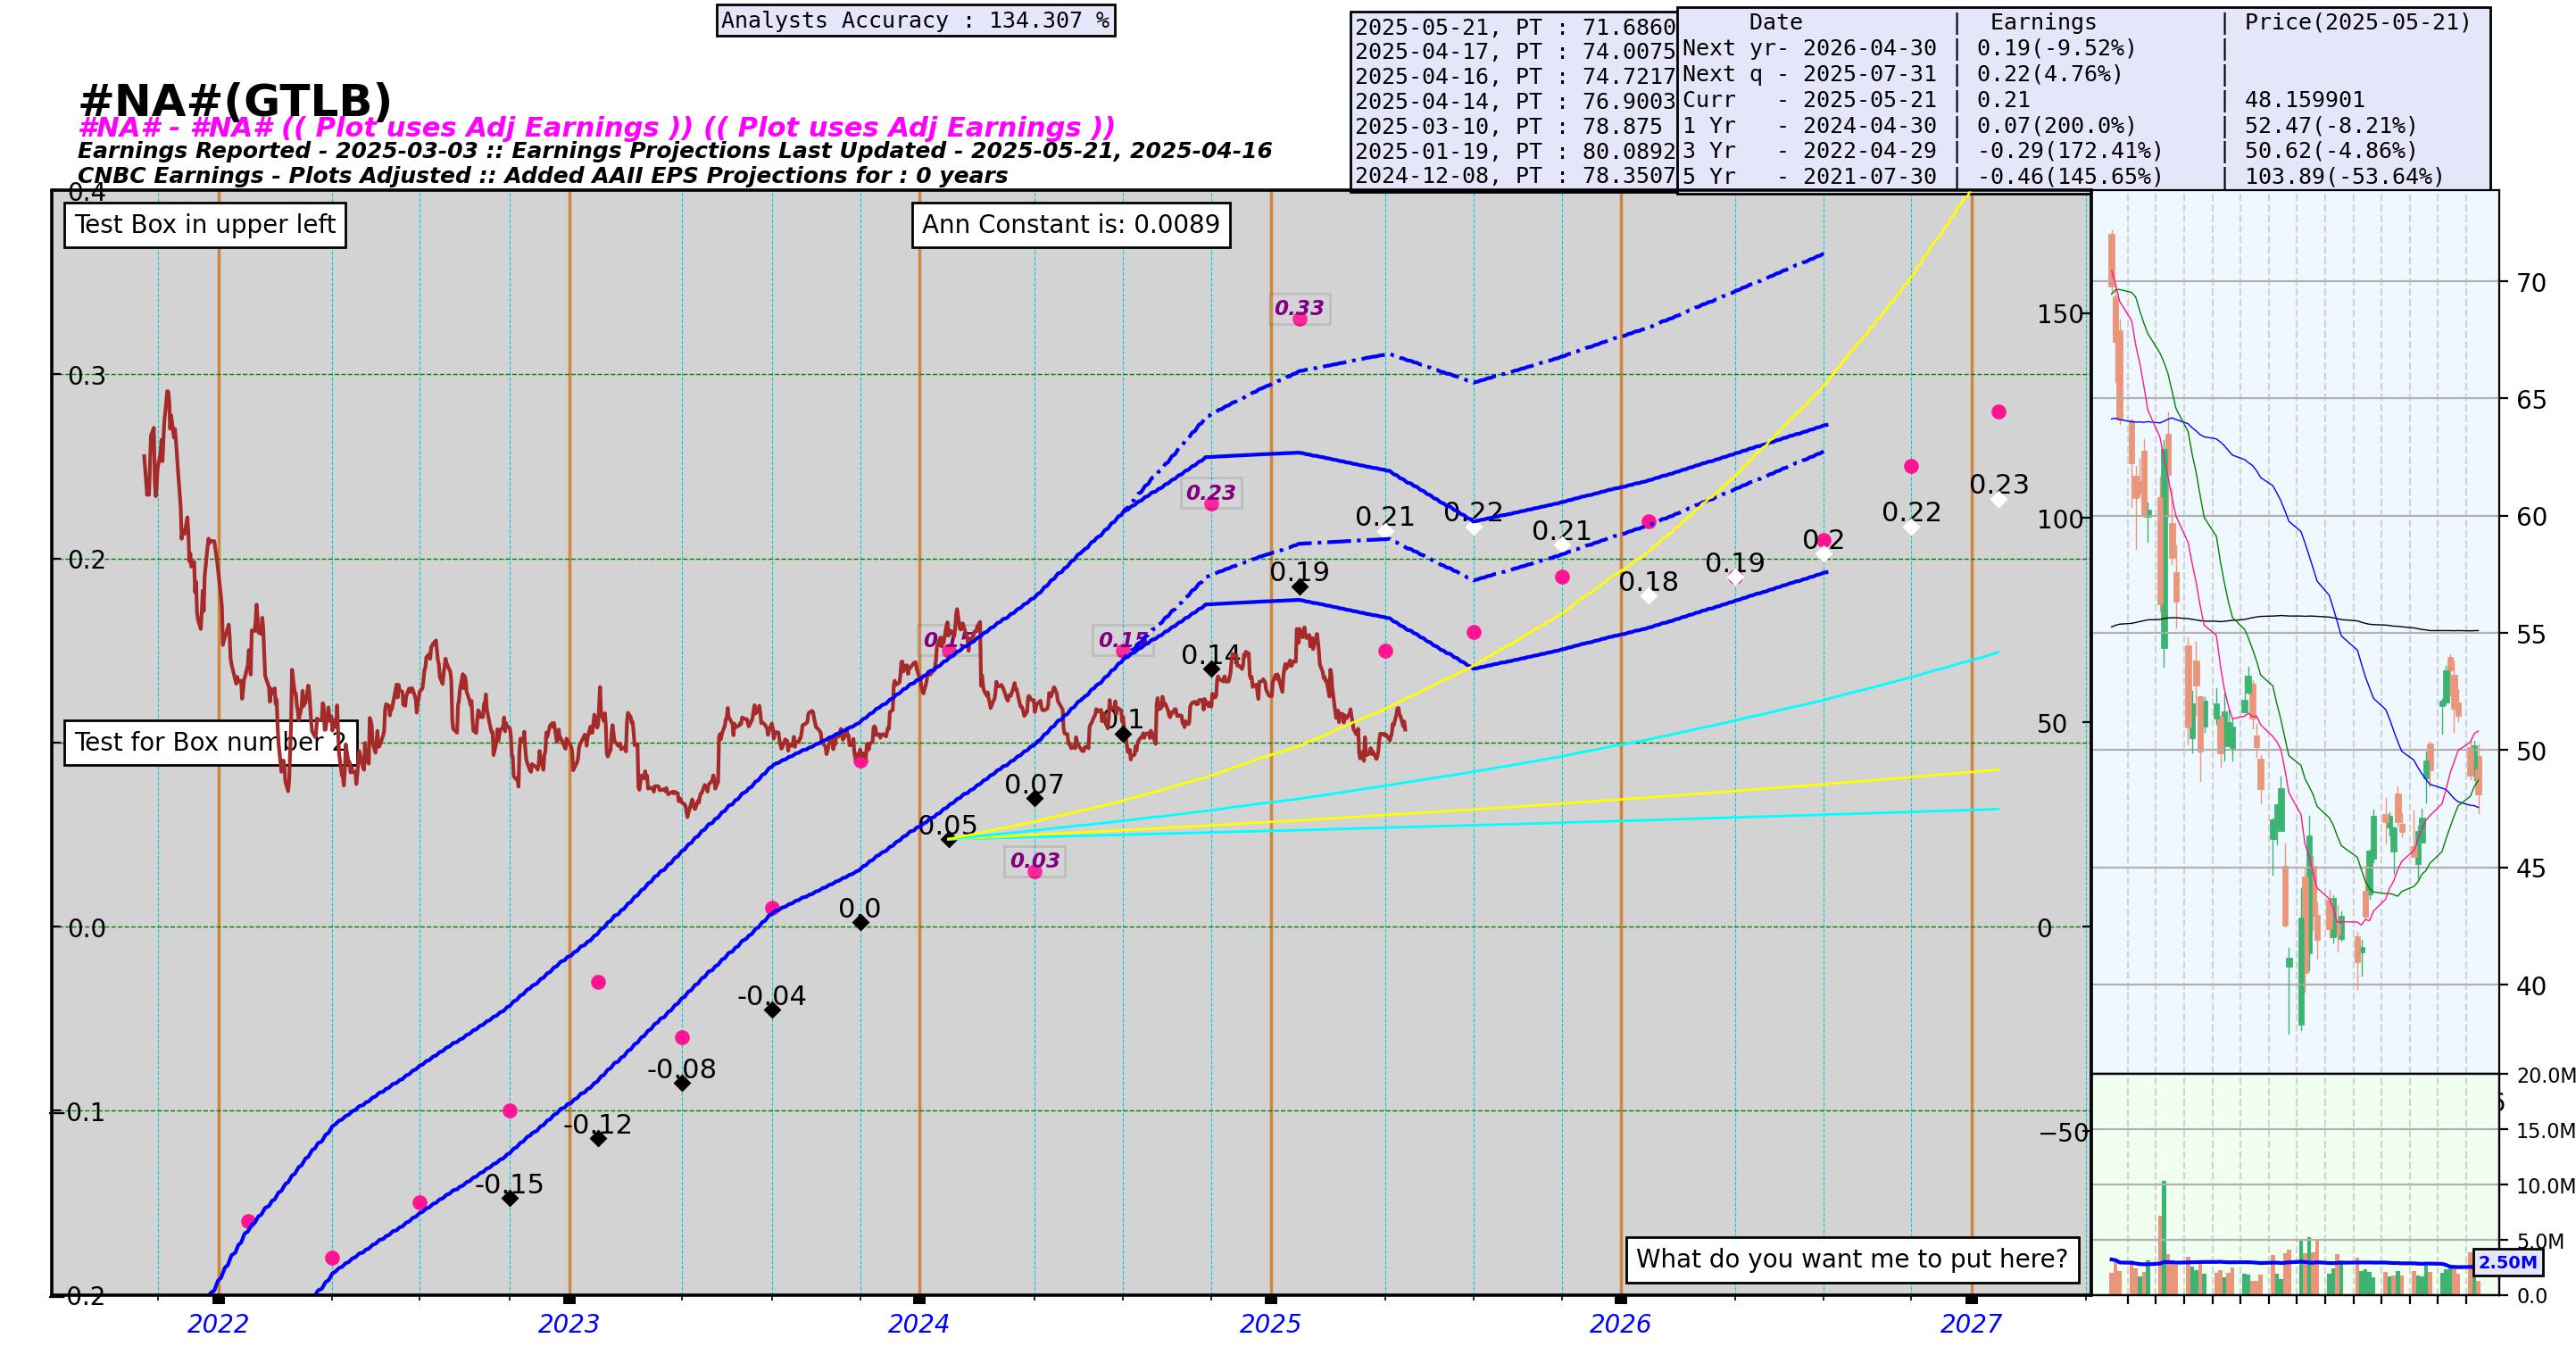 Analysts Accuracy : 134.307 %
2025-05-21, PT : 71.6860
2025-04-17, PT : 74.0075
2025-04-16, PT : 74.7217
2025-04-14, PT : 76.9003
2025-03-10, PT : 78.875
2025-01-19, PT : 80.0892
2024-12-08, PT : 78.3507
Date | Earnings | Price(2025-05-21)
Next yr- 2026-04-30 | 0.19(-9.52%) |
Next q - 2025-07-31 | 0.22(4.76%) |
Curr - 2025-05-21 | 0.21 | 48.159901
1 Yr - 2024-04-30 | 0.07(200.0%) | 52.47(-8.21%)
3 Yr - 2022-04-29 | -0.29(172.41%) | 50.62(-4.86%)
5 Yr - 2021-07-30 | -0.46(145.65%) | 103.89(-53.64%)
#NA#(GTLB)
#NA# - #NA# (( Plot uses Adj Earnings )) (( Plot uses Adj Earnings ))
Earnings Reported - 2025-03-03 :: Earnings Projections Last Updated - 2025-05-21, 2025-04-16
CNBC Earnings - Plots Adjusted :: Added AAII EPS Projections for : 0 years
0.4
Test Box in upper left
Ann Constant is: 0.0089
0.3
0.2
Test for Box number 2
0.0
−0.1
−0.2
-0.15
-0.12
-0.08
-0.04
0.0
0.05
0.07
0.1
0.14
0.19
0.21
0.22
0.21
0.18
0.19
0.2
0.22
0.23
0.15
0.03
0.15
0.23
0.33
150
100
50
0
−50
What do you want me to put here?
2022
2023
2024
2025
2026
2027
70
65
60
55
50
45
40
20.0M
15.0M
10.0M
5.0M
2.50M
0.0